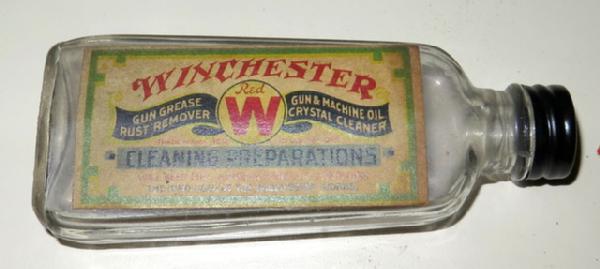 WINCHESTER
Red
W
GUN GREASE
RUST REMOVER
GUN & MACHINE OIL
CRYSTAL CLEANER
CLEANING PREPARATIONS